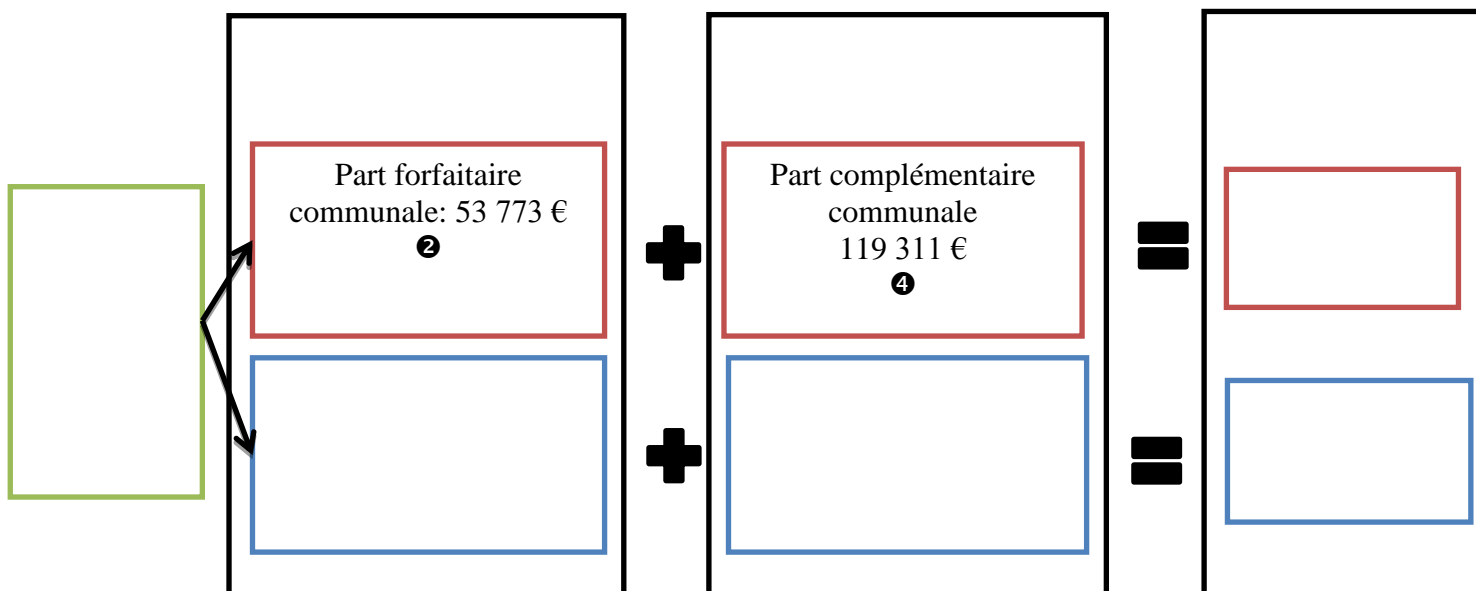 Part forfaitaire
communale: 53 773 €
❷
Part complémentaire
communale
119 311 €
❹